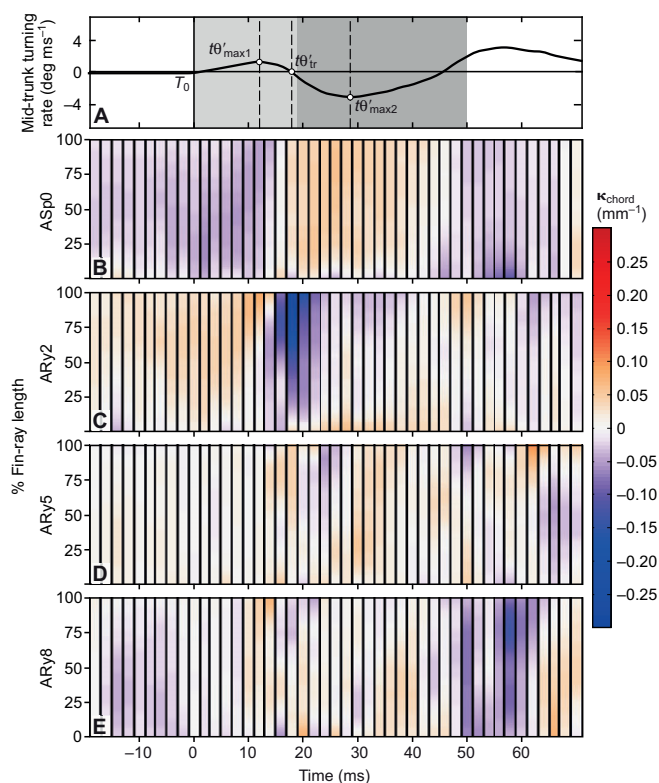 Mid-trunk turning
rate (deg ms⁻¹)
4
0
−4
T₀
tθ′max1
tθ′tr
tθ′max2
A
ASp0
100
75
50
25
B
κchord
(mm⁻¹)
0.25
0.20
0.15
0.10
0.05
0
−0.05
−0.10
−0.15
−0.20
−0.25
% Fin-ray length
ARy2
100
75
50
25
C
ARy5
100
75
50
25
D
ARy8
100
75
50
25
0
E
−10 0 10 20 30 40 50 60
Time (ms)